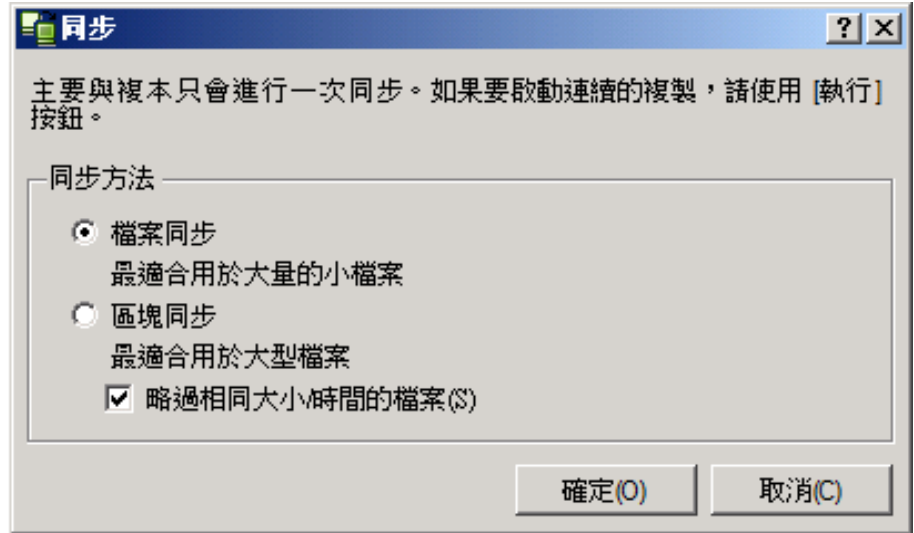 同步
主要與複本只會進行一次同步。如果要啟動連續的複製，請使用 [執行]
按鈕。
同步方法
檔案同步
最適合用於大量的小檔案
區塊同步
最適合用於大型檔案
略過相同大小/時間的檔案(S)
確定(O) 取消(C)